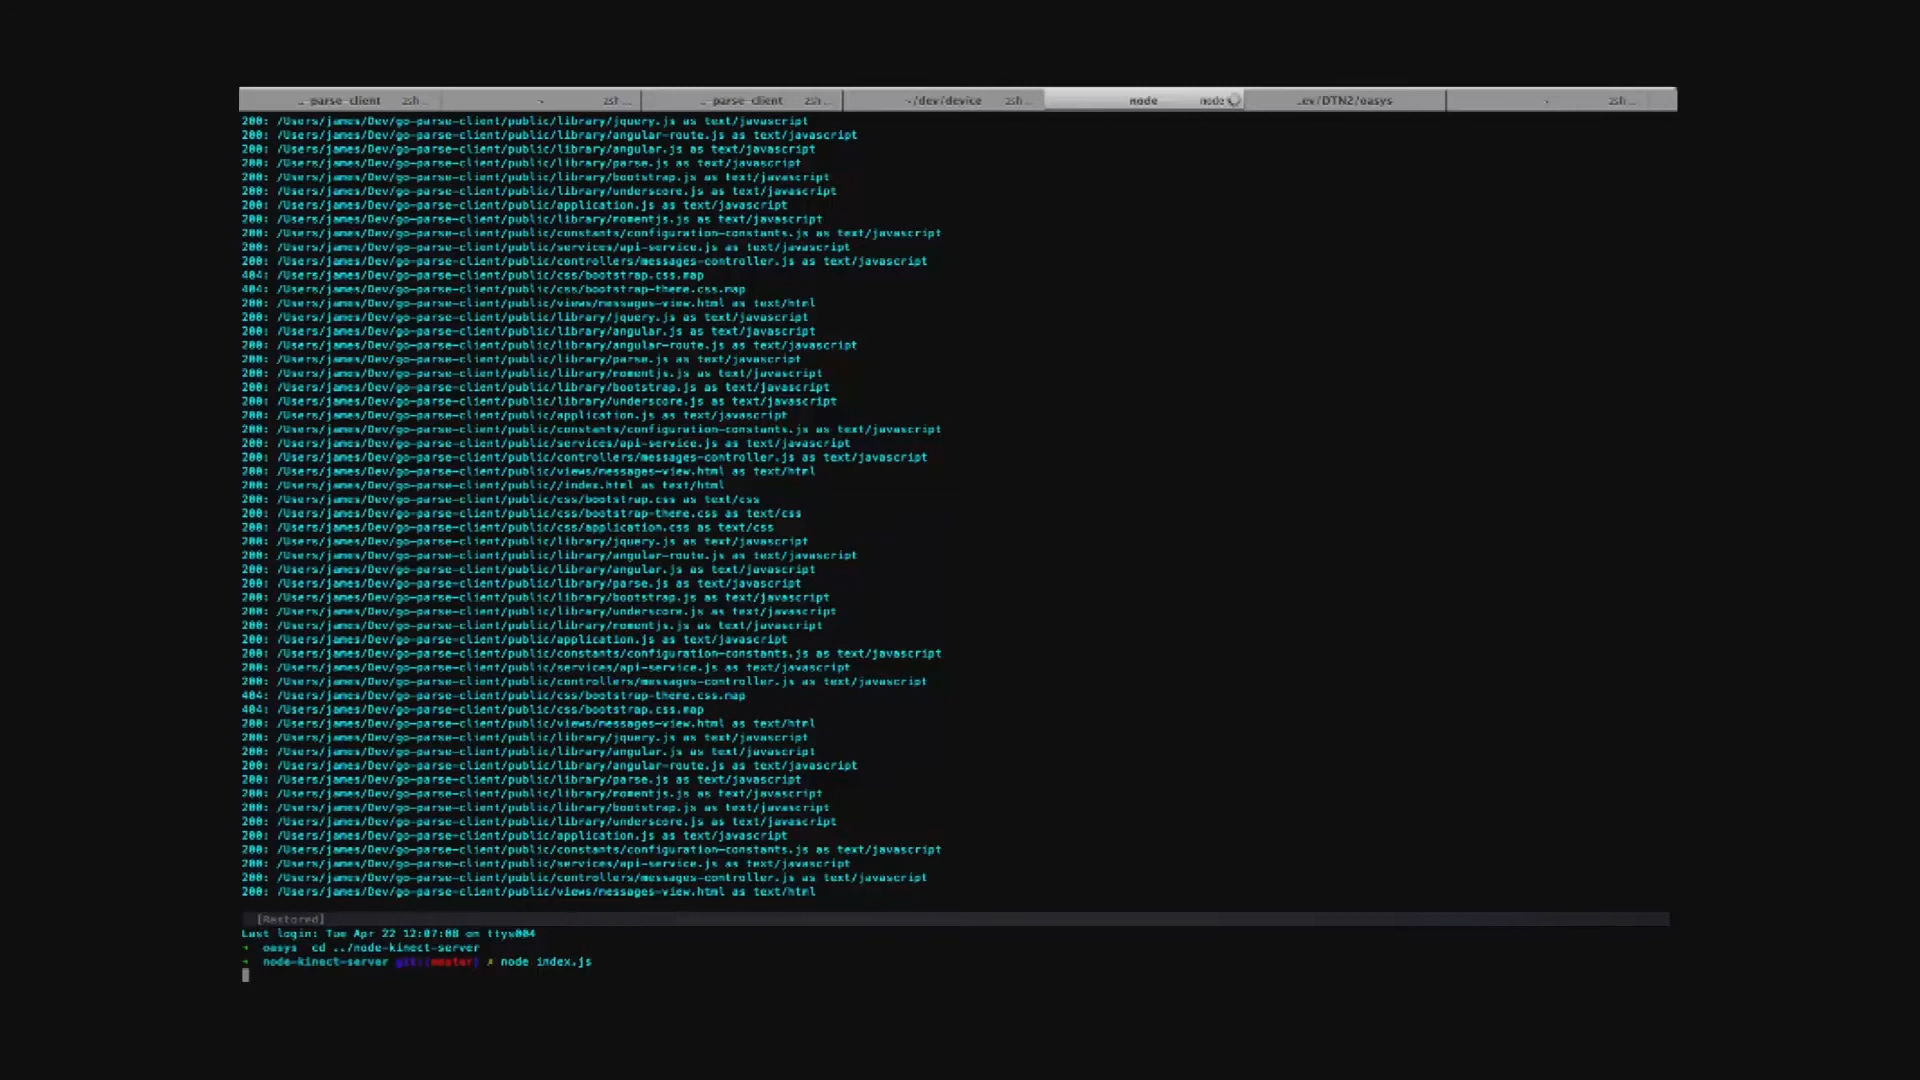 … parse-client zsh… ~ zsh… … parse-client zsh… ~/dev/device zsh… node node …ev/DTN2/oasys ~ zsh…
200: /Users/james/Dev/go-parse-client/public/library/jquery.js as text/javascript
200: /Users/james/Dev/go-parse-client/public/library/angular-route.js as text/javascript
200: /Users/james/Dev/go-parse-client/public/library/angular.js as text/javascript
200: /Users/james/Dev/go-parse-client/public/library/parse.js as text/javascript
200: /Users/james/Dev/go-parse-client/public/library/bootstrap.js as text/javascript
200: /Users/james/Dev/go-parse-client/public/library/underscore.js as text/javascript
200: /Users/james/Dev/go-parse-client/public/application.js as text/javascript
200: /Users/james/Dev/go-parse-client/public/library/momentjs.js as text/javascript
200: /Users/james/Dev/go-parse-client/public/constants/configuration-constants.js as text/javascript
200: /Users/james/Dev/go-parse-client/public/services/api-service.js as text/javascript
200: /Users/james/Dev/go-parse-client/public/controllers/messages-controller.js as text/javascript
404: /Users/james/Dev/go-parse-client/public/css/bootstrap.css.map
404: /Users/james/Dev/go-parse-client/public/css/bootstrap-theme.css.map
200: /Users/james/Dev/go-parse-client/public/views/messages-view.html as text/html
200: /Users/james/Dev/go-parse-client/public/library/jquery.js as text/javascript
200: /Users/james/Dev/go-parse-client/public/library/angular.js as text/javascript
200: /Users/james/Dev/go-parse-client/public/library/angular-route.js as text/javascript
200: /Users/james/Dev/go-parse-client/public/library/parse.js as text/javascript
200: /Users/james/Dev/go-parse-client/public/library/momentjs.js as text/javascript
200: /Users/james/Dev/go-parse-client/public/library/bootstrap.js as text/javascript
200: /Users/james/Dev/go-parse-client/public/library/underscore.js as text/javascript
200: /Users/james/Dev/go-parse-client/public/application.js as text/javascript
200: /Users/james/Dev/go-parse-client/public/constants/configuration-constants.js as text/javascript
200: /Users/james/Dev/go-parse-client/public/services/api-service.js as text/javascript
200: /Users/james/Dev/go-parse-client/public/controllers/messages-controller.js as text/javascript
200: /Users/james/Dev/go-parse-client/public/views/messages-view.html as text/html
200: /Users/james/Dev/go-parse-client/public//index.html as text/html
200: /Users/james/Dev/go-parse-client/public/css/bootstrap.css as text/css
200: /Users/james/Dev/go-parse-client/public/css/bootstrap-theme.css as text/css
200: /Users/james/Dev/go-parse-client/public/css/application.css as text/css
200: /Users/james/Dev/go-parse-client/public/library/jquery.js as text/javascript
200: /Users/james/Dev/go-parse-client/public/library/angular-route.js as text/javascript
200: /Users/james/Dev/go-parse-client/public/library/angular.js as text/javascript
200: /Users/james/Dev/go-parse-client/public/library/parse.js as text/javascript
200: /Users/james/Dev/go-parse-client/public/library/bootstrap.js as text/javascript
200: /Users/james/Dev/go-parse-client/public/library/underscore.js as text/javascript
200: /Users/james/Dev/go-parse-client/public/library/momentjs.js as text/javascript
200: /Users/james/Dev/go-parse-client/public/application.js as text/javascript
200: /Users/james/Dev/go-parse-client/public/constants/configuration-constants.js as text/javascript
200: /Users/james/Dev/go-parse-client/public/services/api-service.js as text/javascript
200: /Users/james/Dev/go-parse-client/public/controllers/messages-controller.js as text/javascript
404: /Users/james/Dev/go-parse-client/public/css/bootstrap-theme.css.map
404: /Users/james/Dev/go-parse-client/public/css/bootstrap.css.map
200: /Users/james/Dev/go-parse-client/public/views/messages-view.html as text/html
200: /Users/james/Dev/go-parse-client/public/library/jquery.js as text/javascript
200: /Users/james/Dev/go-parse-client/public/library/angular.js as text/javascript
200: /Users/james/Dev/go-parse-client/public/library/angular-route.js as text/javascript
200: /Users/james/Dev/go-parse-client/public/library/parse.js as text/javascript
200: /Users/james/Dev/go-parse-client/public/library/momentjs.js as text/javascript
200: /Users/james/Dev/go-parse-client/public/library/bootstrap.js as text/javascript
200: /Users/james/Dev/go-parse-client/public/library/underscore.js as text/javascript
200: /Users/james/Dev/go-parse-client/public/application.js as text/javascript
200: /Users/james/Dev/go-parse-client/public/constants/configuration-constants.js as text/javascript
200: /Users/james/Dev/go-parse-client/public/services/api-service.js as text/javascript
200: /Users/james/Dev/go-parse-client/public/controllers/messages-controller.js as text/javascript
200: /Users/james/Dev/go-parse-client/public/views/messages-view.html as text/html
[Restored]
Last login: Tue Apr 22 12:07:08 on ttys004
➜ oasys cd ../node-kinect-server
➜ node-kinect-server git:(master) ✗ node index.js